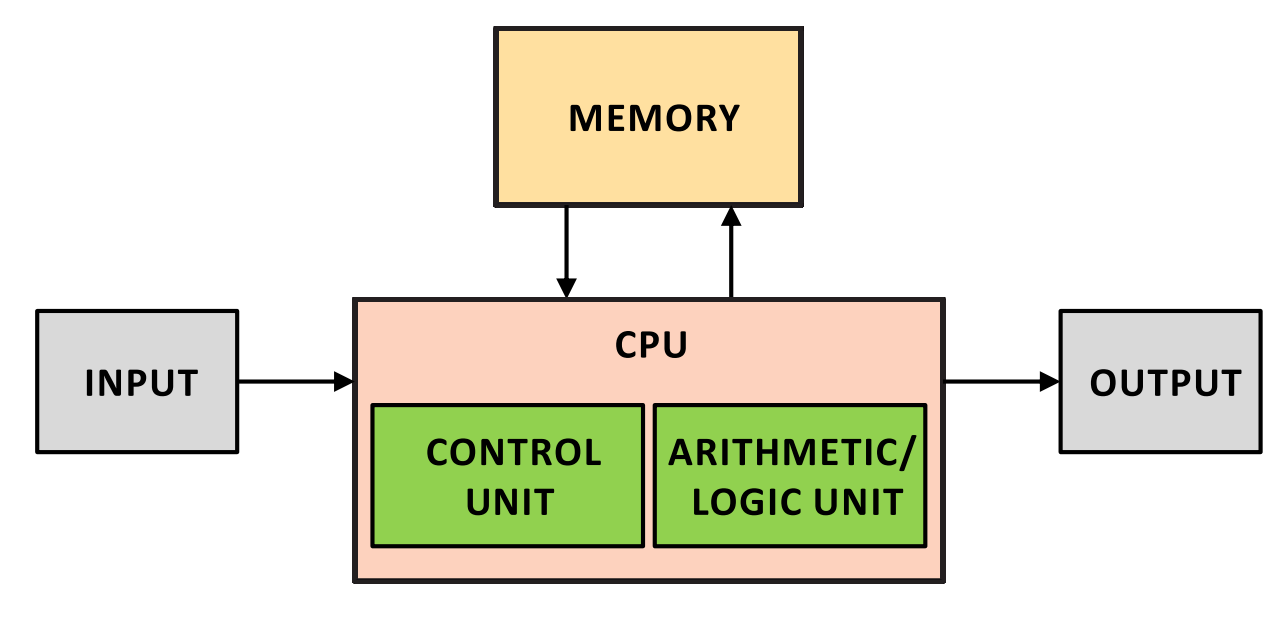 MEMORY
INPUT
CPU
CONTROL
UNIT
ARITHMETIC/
LOGIC UNIT
OUTPUT